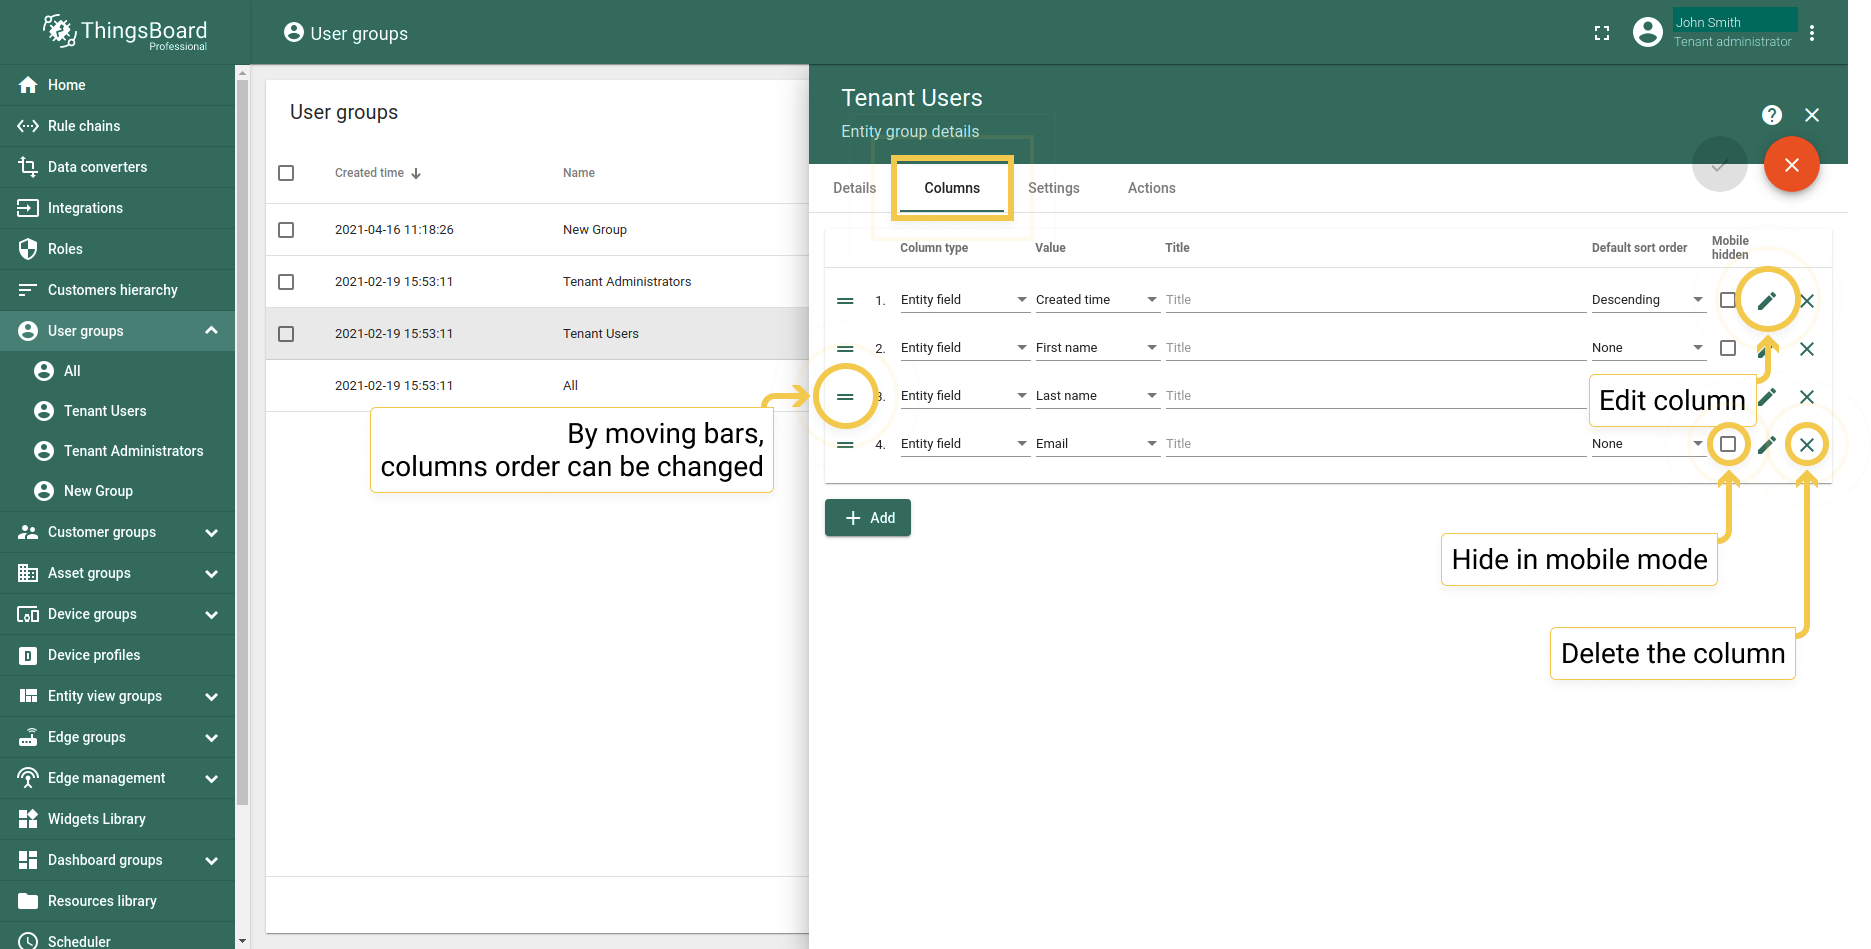 ThingsBoard
Professional
User groups
John Smith
Tenant administrator
Home
Rule chains
Data converters
Integrations
Roles
Customers hierarchy
User groups
All
Tenant Users
Tenant Administrators
New Group
Customer groups
Asset groups
Device groups
Device profiles
Entity view groups
Edge groups
Edge management
Widgets Library
Dashboard groups
Resources library
Scheduler
User groups
Created time Name
2021-04-16 11:18:26 New Group
2021-02-19 15:53:11 Tenant Administrators
2021-02-19 15:53:11 Tenant Users
2021-02-19 15:53:11 All
By moving bars,
columns order can be changed
Tenant Users
Entity group details
Details Columns Settings Actions
Column type Value Title Default sort order Mobile
hidden
1. Entity field Created time Title Descending
2. Entity field First name Title None
3. Entity field Last name Title
Edit column
4. Entity field Email Title None
Add
Hide in mobile mode
Delete the column